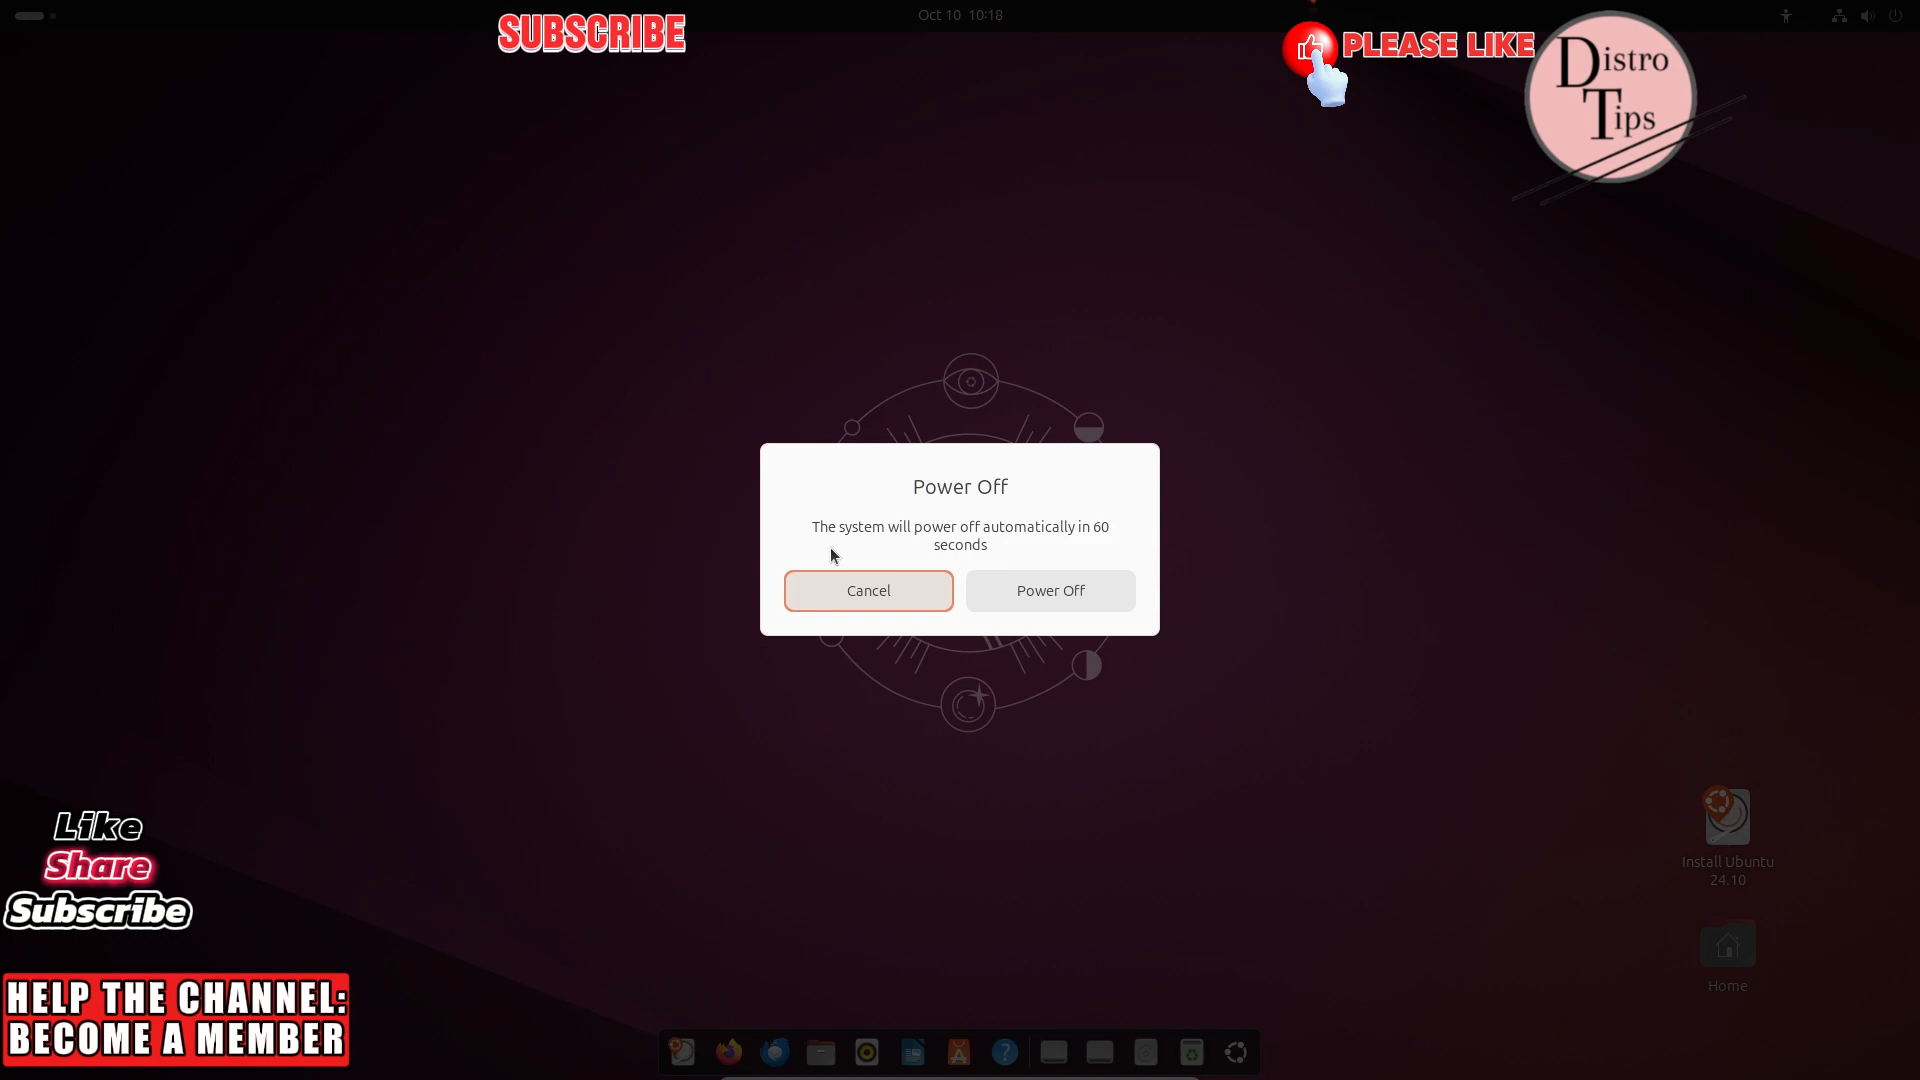 Oct 10 10:18
SUBSCRIBE
PLEASE LIKE
Distro
Tips
Power Off
The system will power off automatically in 60
seconds
Cancel
Power Off
Like
Share
Subscribe
Install Ubuntu
24.10
Home
HELP THE CHANNEL:
BECOME A MEMBER